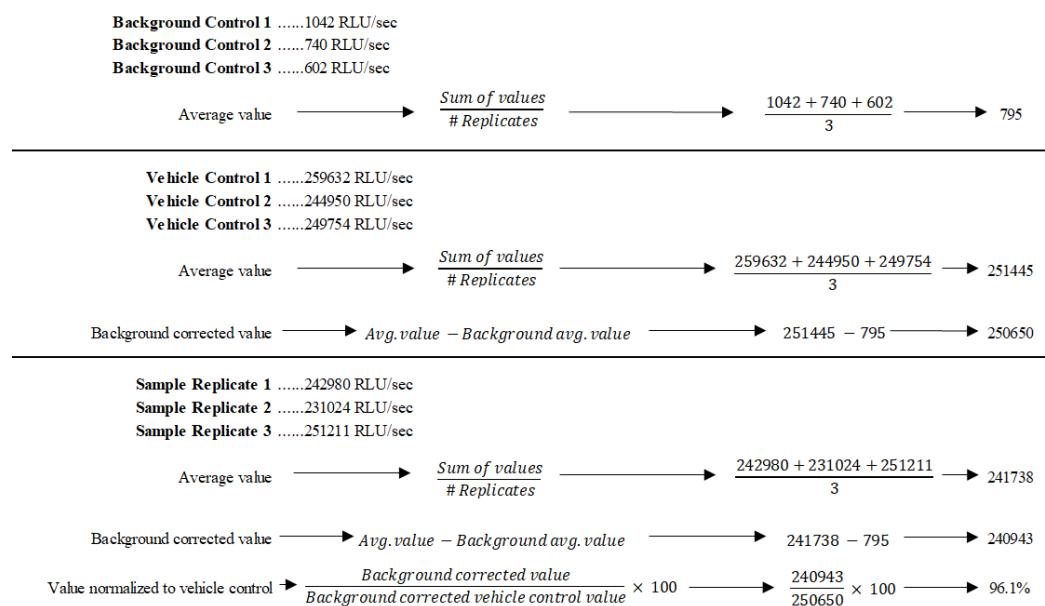 Background Control 1 ......1042 RLU/sec
Background Control 2 ......740 RLU/sec
Background Control 3 ......602 RLU/sec
Average value Sum of values / # Replicates 1042 + 740 + 602 / 3 795
Vehicle Control 1 ......259632 RLU/sec
Vehicle Control 2 ......244950 RLU/sec
Vehicle Control 3 ......249754 RLU/sec
Average value Sum of values / # Replicates 259632 + 244950 + 249754 / 3 251445
Background corrected value Avg. value − Background avg. value 251445 − 795 250650
Sample Replicate 1 ......242980 RLU/sec
Sample Replicate 2 ......231024 RLU/sec
Sample Replicate 3 ......251211 RLU/sec
Average value Sum of values / # Replicates 242980 + 231024 + 251211 / 3 241738
Background corrected value Avg. value − Background avg. value 241738 − 795 240943
Value normalized to vehicle control Background corrected value / Background corrected vehicle control value × 100 240943 / 250650 × 100 96.1%